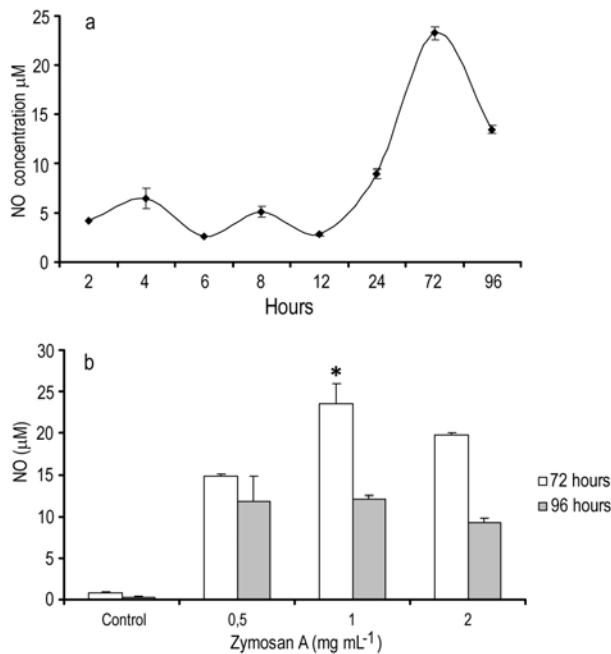 a
NO concentration μM
25
20
15
10
5
0
2 4 6 8 12 24 72 96
Hours
b
NO (μM)
30
25
20
15
10
5
0
*
72 hours
96 hours
Control 0,5 1 2
Zymosan A (mg mL⁻¹)